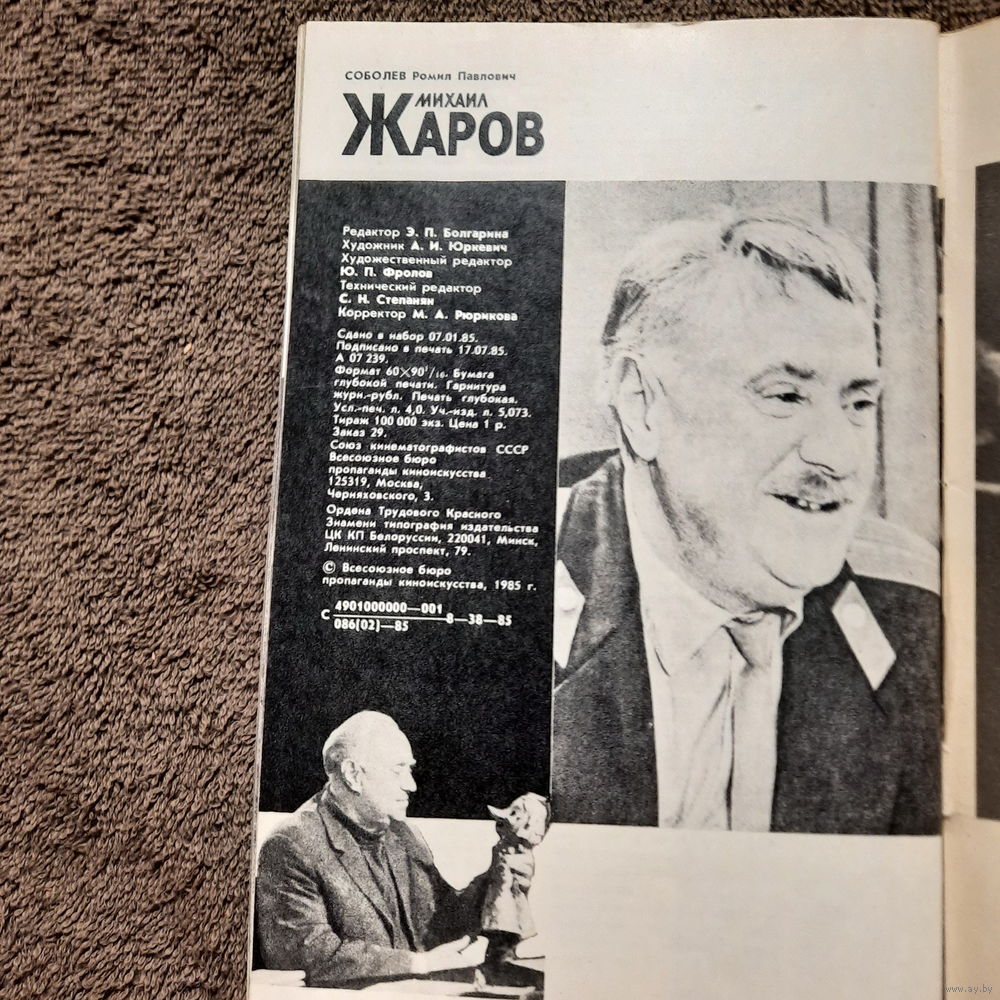 СОБОЛЕВ Ромил Павлович
МИХАИЛ
ЖАРОВ
Редактор Э. П. Болгарина
Художник А. И. Юркевич
Художественный редактор
Ю. П. Фролов
Технический редактор
С. Н. Степанян
Корректор М. А. Рюрикова
Сдано в набор 07.01.85.
Подписано в печать 17.07.85.
А 07 239.
Формат 60×90¹/₁₆. Бумага
глубокой печати. Гарнитура
журн.-рубл. Печать глубокая.
Усл.-печ. л. 4,0. Уч.-изд. л. 5,073.
Тираж 100 000 экз. Цена 1 р.
Заказ 29.
Союз кинематографистов СССР
Всесоюзное бюро
пропаганды киноискусства
125319, Москва,
Черняховского, 3.
Ордена Трудового Красного
Знамени типография издательства
ЦК КП Белоруссии, 220041, Минск,
Ленинский проспект, 79.
© Всесоюзное бюро
пропаганды киноискусства, 1985 г.
С 4901000000—001
086(02)—85 8—38—85
www.ay.by